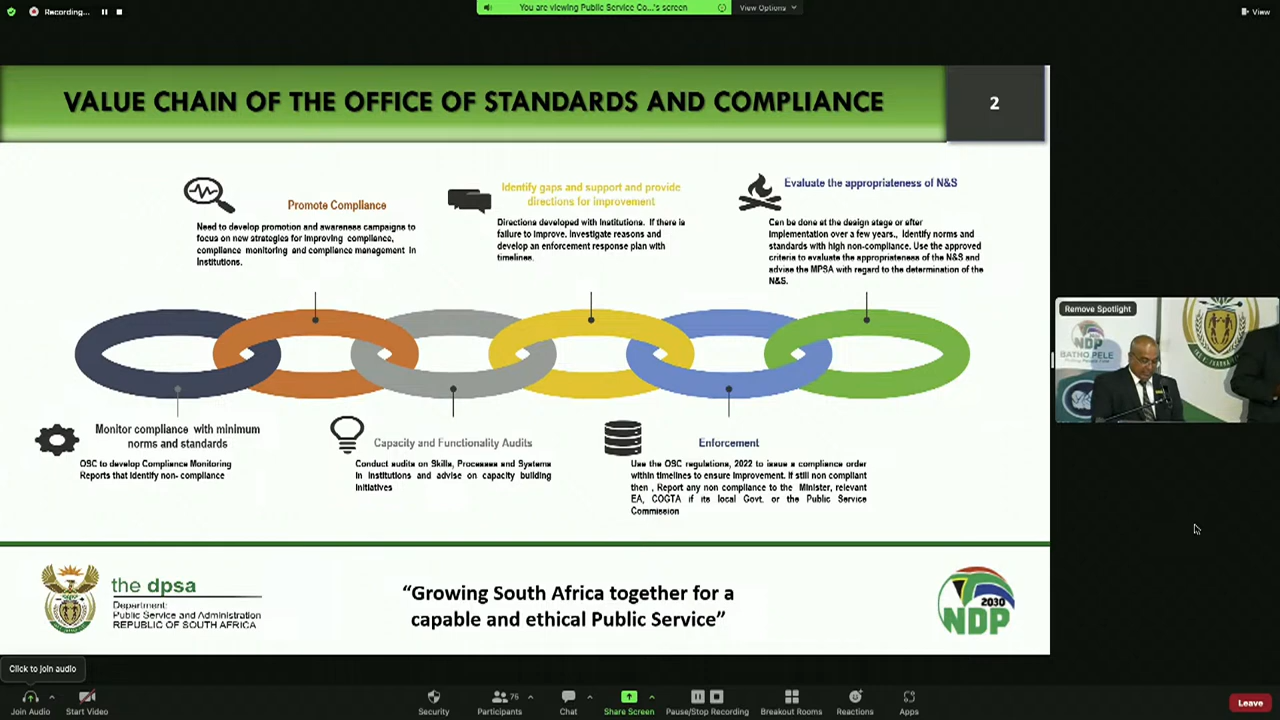 Recording...
You are viewing Public Service Co...'s screen
View Options
View
VALUE CHAIN OF THE OFFICE OF STANDARDS AND COMPLIANCE
2
Promote Compliance
Need to develop promotion and awareness campaigns to
focus on new strategies for improving compliance,
compliance monitoring and compliance management in
Institutions.
Identify gaps and support and provide
directions for improvement
Directions developed with Institutions. If there is
failure to improve. Investigate reasons and
develop an enforcement response plan with
timelines.
Evaluate the appropriateness of N&S
Can be done at the design stage or after
implementation over a few years., Identify norms and
standards with high non-compliance. Use the approved
criteria to evaluate the appropriateness of the N&S and
advise the MPSA with regard to the determination of the
N&S.
Monitor compliance with minimum
norms and standards
OSC to develop Compliance Monitoring
Reports that identify non- compliance
Capacity and Functionality Audits
Conduct audits on Skills, Processes and Systems
in Institutions and advise on capacity building
initiatives
Enforcement
Use the OSC regulations, 2022 to issue a compliance order
within timelines to ensure improvement. If still non compliant
then , Report any non compliance to the Minister, relevant
EA, COGTA if its local Govt. or the Public Service
Commission
Remove Spotlight
NDP
BATHO PELE
the dpsa
Department:
Public Service and Administration
REPUBLIC OF SOUTH AFRICA
“Growing South Africa together for a
capable and ethical Public Service”
2030
NDP
Click to join audio
Join Audio
Start Video
Security
75
Participants
Chat
Share Screen
Pause/Stop Recording
Breakout Rooms
Reactions
Apps
Leave